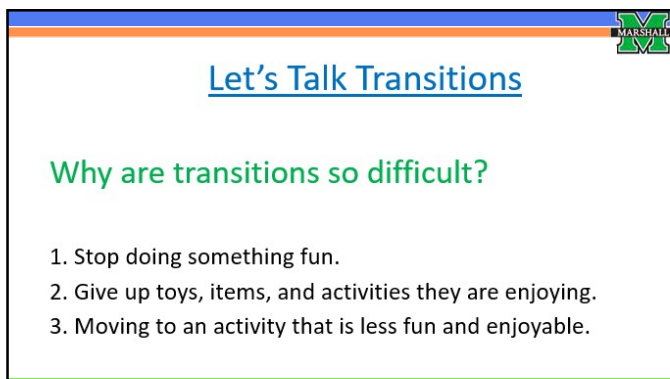 MARSHALL
Let's Talk Transitions
Why are transitions so difficult?
1. Stop doing something fun.
2. Give up toys, items, and activities they are enjoying.
3. Moving to an activity that is less fun and enjoyable.